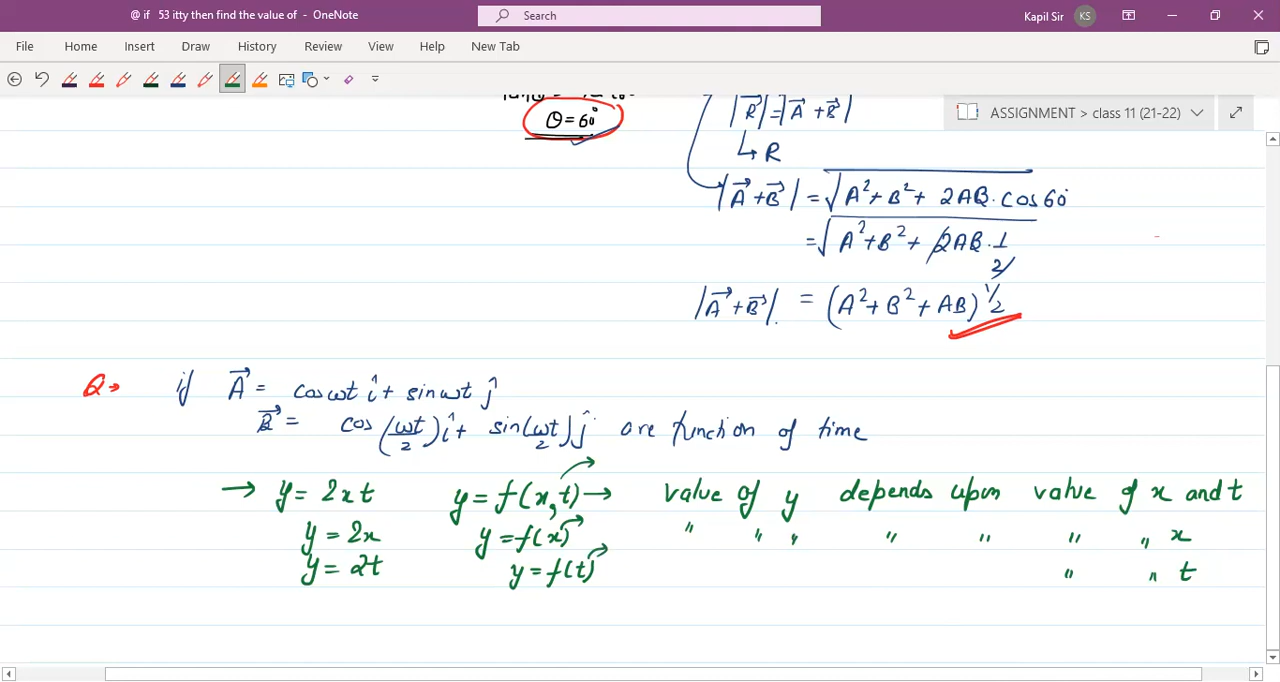 @ if 53 itty then find the value of - OneNote
Search
Kapil Sir KS
File Home Insert Draw History Review View Help New Tab
ASSIGNMENT > class 11 (21-22)
θ = 60°
|R⃗| = |A⃗ + B⃗|
↳ R
|A⃗ + B⃗| = √(A² + B² + 2AB · cos 60°)
= √(A² + B² + 2AB · 1/2)
|A⃗ + B⃗| = (A² + B² + AB)^1/2
Q→ if A⃗ = cos ωt î + sin ωt ĵ
B⃗ = cos (ωt/2) î + sin (ωt/2) ĵ are function of time
→ y = 2xt y = f(x,t) → value of y depends upon value of x and t
y = 2x y = f(x) " " " " " " " x
y = 2t y = f(t) " " t